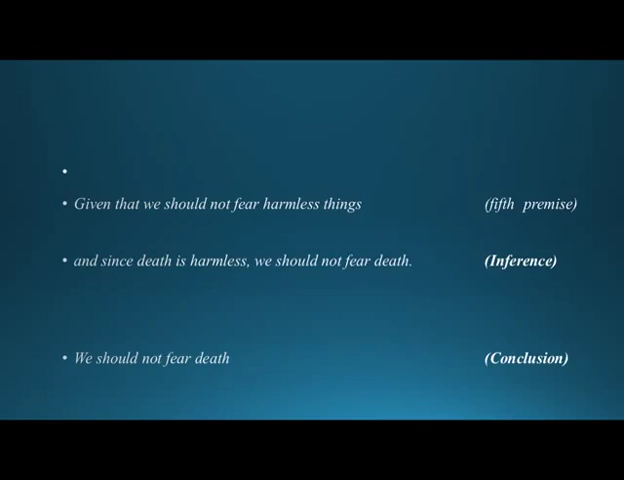 •
• Given that we should not fear harmless things (fifth premise)
• and since death is harmless, we should not fear death. (Inference)
• We should not fear death (Conclusion)